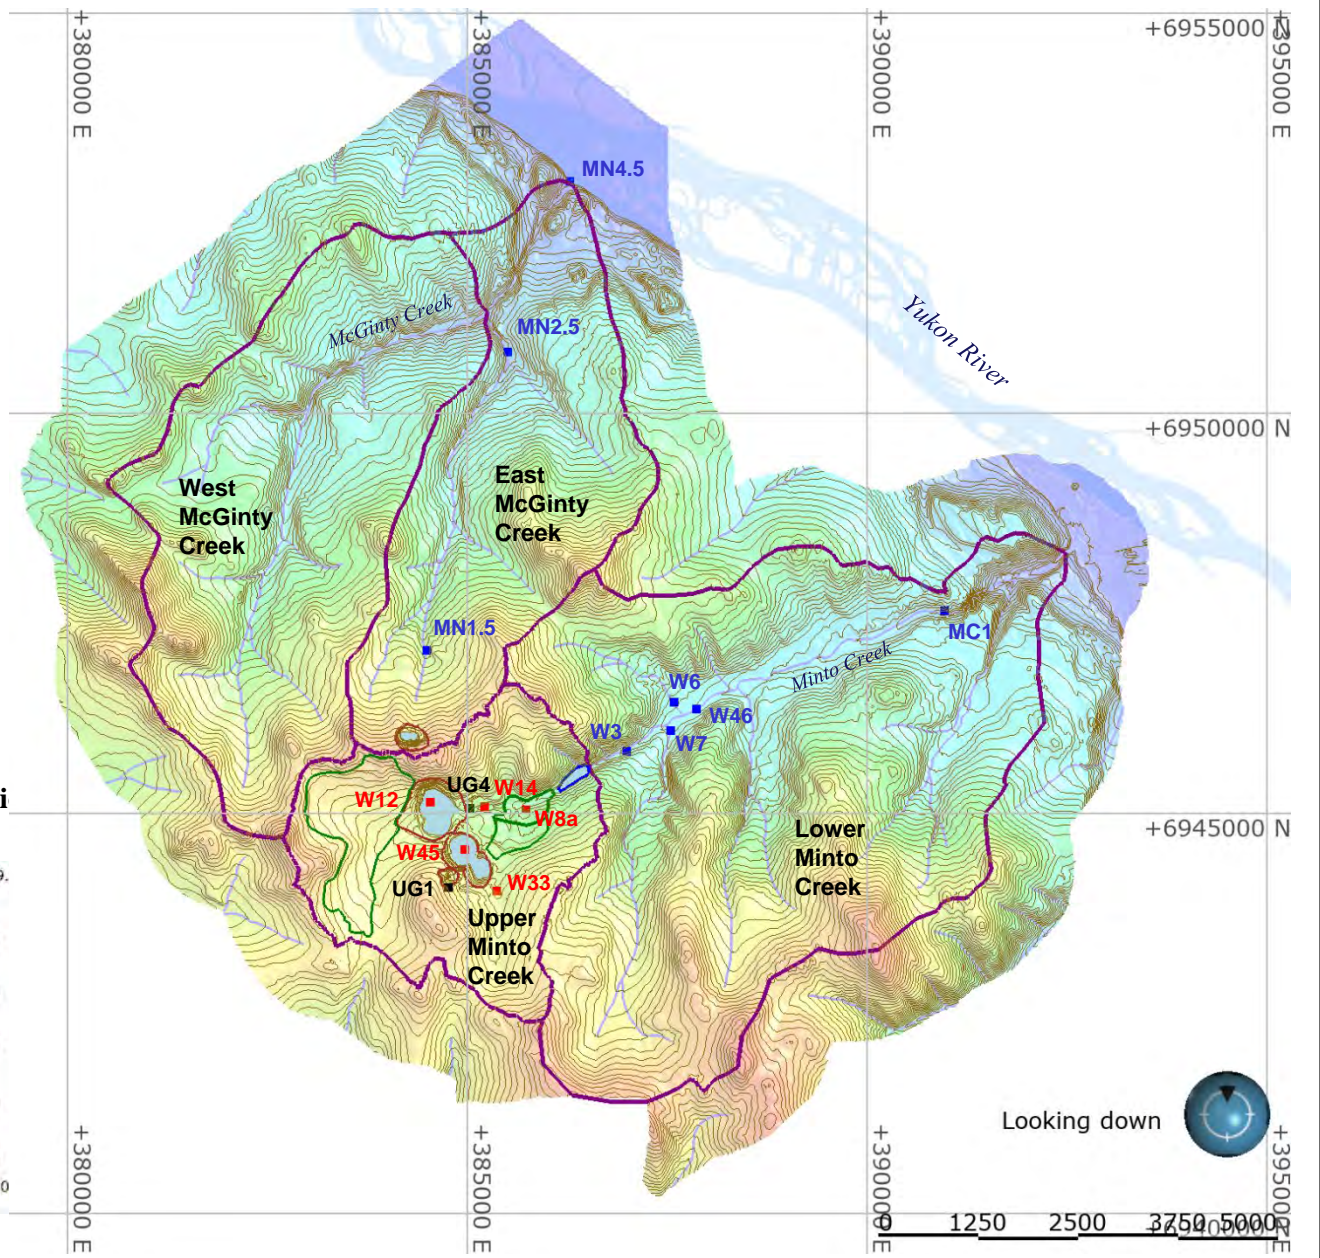 +380000 E
+385000 E
+390000 E
+395000 E
+6955000 N
MN4.5
Yukon River
McGinty Creek
MN2.5
+6950000 N
West
McGinty
Creek
East
McGinty
Creek
MN1.5
MC1
Minto Creek
W6
W46
W3
W7
UG4
W14
W12
W8a
+6945000 N
Lower
Minto
Creek
W45
UG1
W33
Upper
Minto
Creek
Looking down
+380000 E
+385000 E
+390000 E
+395000 E
+6940000 N
0
1250
2500
3750
5000